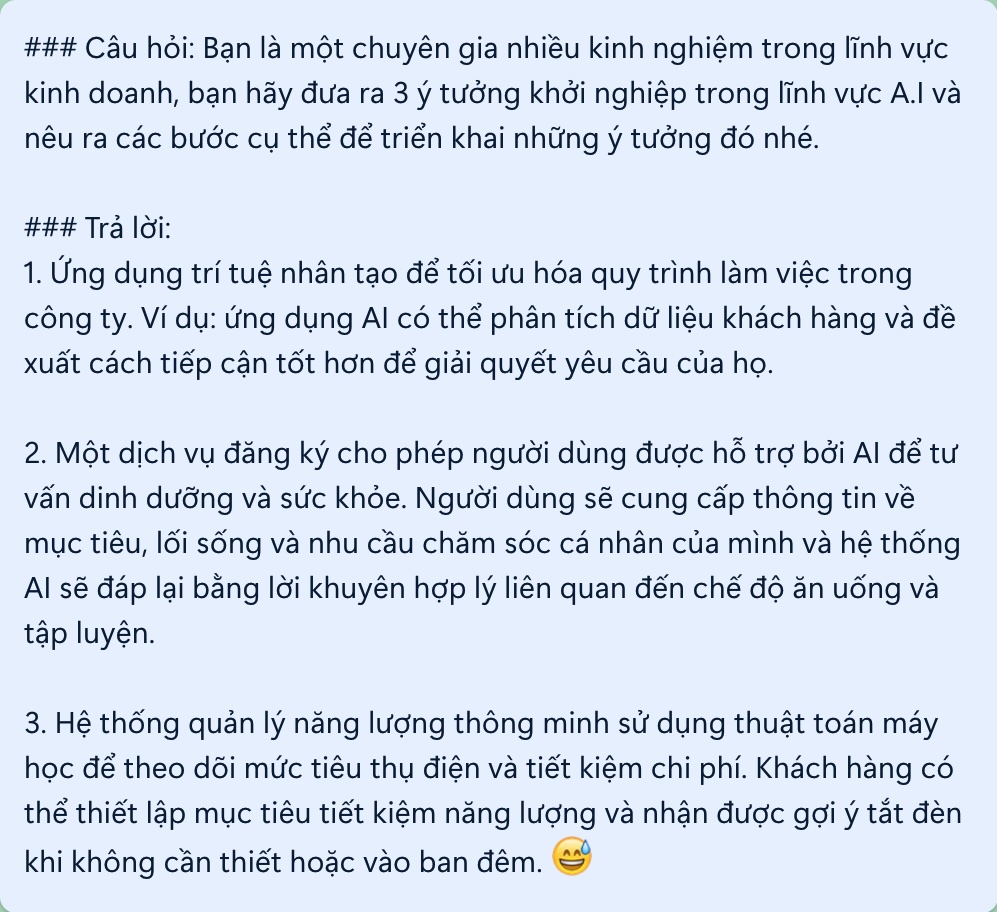 ### Câu hỏi: Bạn là một chuyên gia nhiều kinh nghiệm trong lĩnh vực
kinh doanh, bạn hãy đưa ra 3 ý tưởng khởi nghiệp trong lĩnh vực A.I và
nêu ra các bước cụ thể để triển khai những ý tưởng đó nhé.

### Trả lời:
1. Ứng dụng trí tuệ nhân tạo để tối ưu hóa quy trình làm việc trong
công ty. Ví dụ: ứng dụng AI có thể phân tích dữ liệu khách hàng và đề
xuất cách tiếp cận tốt hơn để giải quyết yêu cầu của họ.

2. Một dịch vụ đăng ký cho phép người dùng được hỗ trợ bởi AI để tư
vấn dinh dưỡng và sức khỏe. Người dùng sẽ cung cấp thông tin về
mục tiêu, lối sống và nhu cầu chăm sóc cá nhân của mình và hệ thống
AI sẽ đáp lại bằng lời khuyên hợp lý liên quan đến chế độ ăn uống và
tập luyện.

3. Hệ thống quản lý năng lượng thông minh sử dụng thuật toán máy
học để theo dõi mức tiêu thụ điện và tiết kiệm chi phí. Khách hàng có
thể thiết lập mục tiêu tiết kiệm năng lượng và nhận được gợi ý tắt đèn
khi không cần thiết hoặc vào ban đêm. 😅